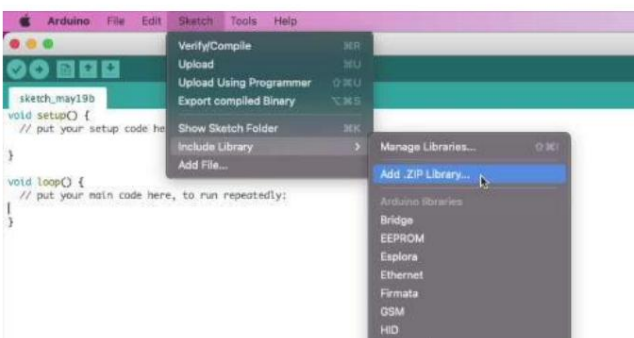 Arduino File Edit Sketch Tools Help
sketch_may19b
void setup() {
// put your setup code he
}
void loop() {
// put your main code here, to run repeatedly:
}
Verify/Compile ⌘R
Upload ⌘U
Upload Using Programmer ⇧⌘U
Export compiled Binary ⌥⌘S
Show Sketch Folder ⌘K
Include Library
Add File...
Manage Libraries... ⇧⌘I
Add .ZIP Library...
Arduino libraries
Bridge
EEPROM
Esplora
Ethernet
Firmata
GSM
HID